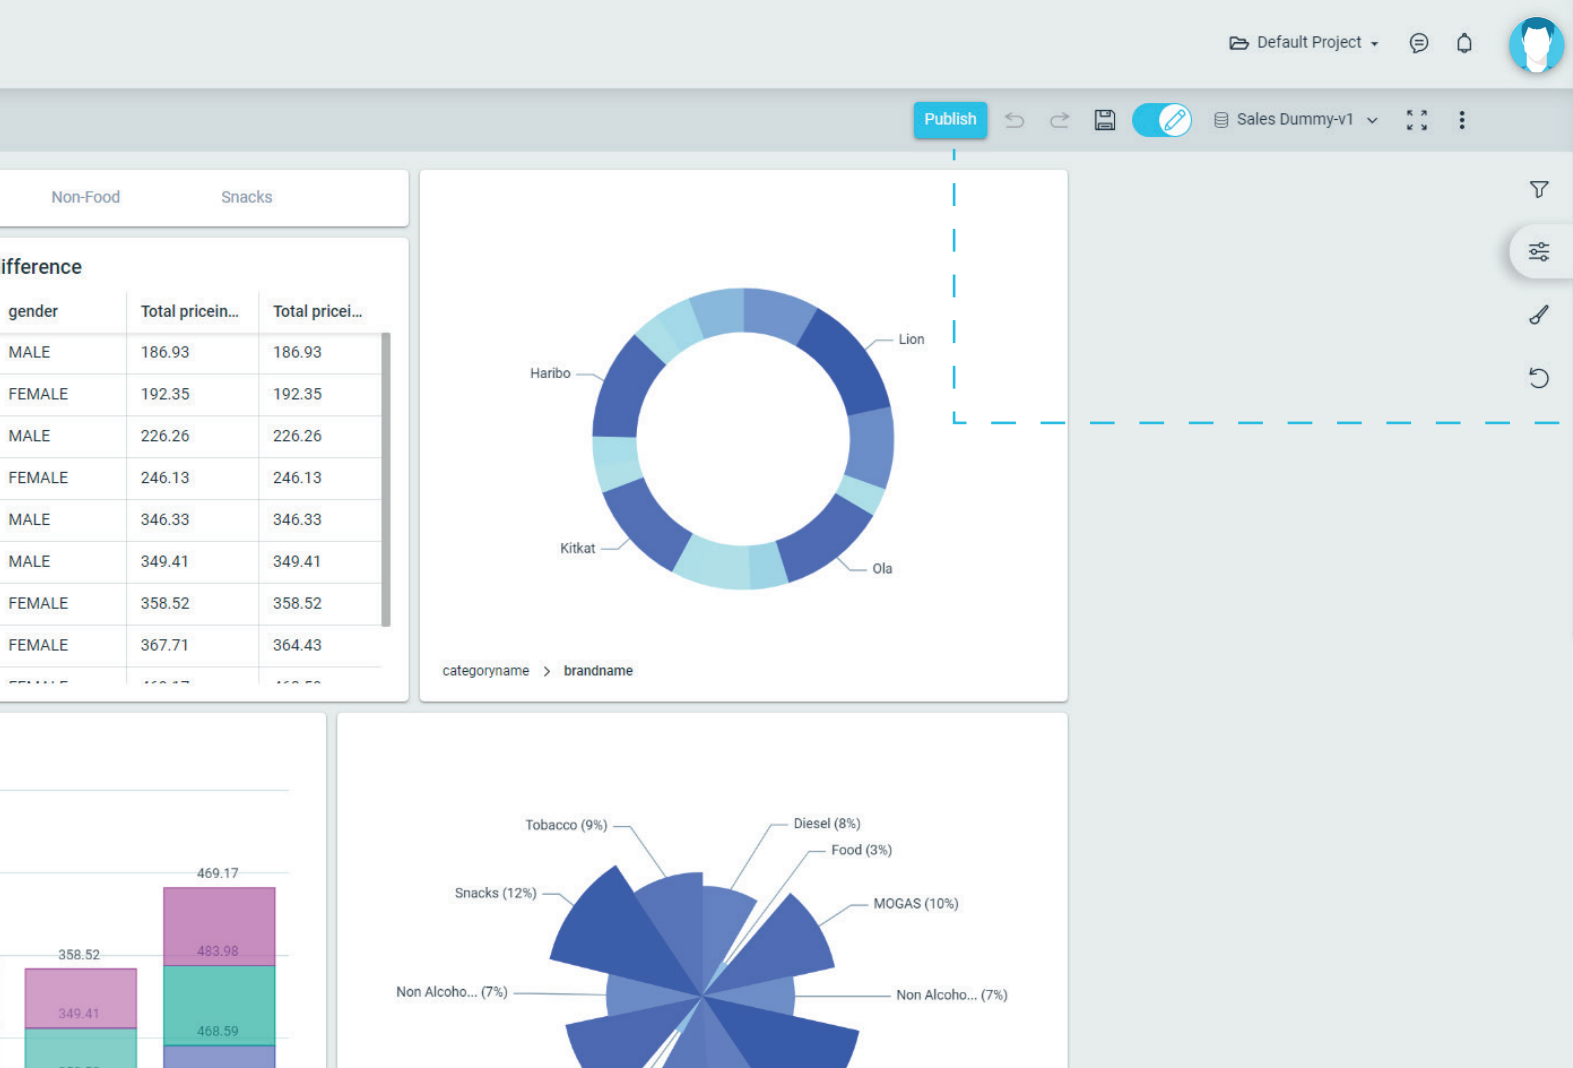 Default Project
Publish
Sales Dummy-v1
Non-Food Snacks
ifference
gender Total pricein... Total pricei...
MALE 186.93 186.93
FEMALE 192.35 192.35
MALE 226.26 226.26
FEMALE 246.13 246.13
MALE 346.33 346.33
MALE 349.41 349.41
FEMALE 358.52 358.52
FEMALE 367.71 364.43
Lion
Haribo
Kitkat
Ola
categoryname > brandname
469.17
483.98
358.52
349.41
468.59
Tobacco (9%)
Diesel (8%)
Food (3%)
Snacks (12%)
MOGAS (10%)
Non Alcoho... (7%)
Non Alcoho... (7%)